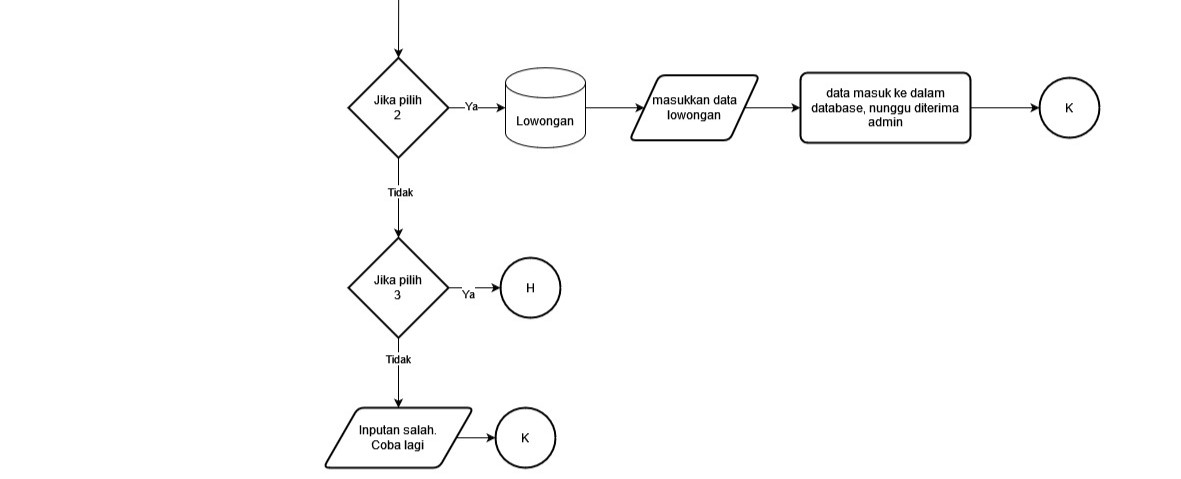 Jika pilih
2
Ya
Lowongan
masukkan data
lowongan
data masuk ke dalam
database, nunggu diterima
admin
K
Tidak
Jika pilih
3
Ya
H
Tidak
Inputan salah.
Coba lagi
K